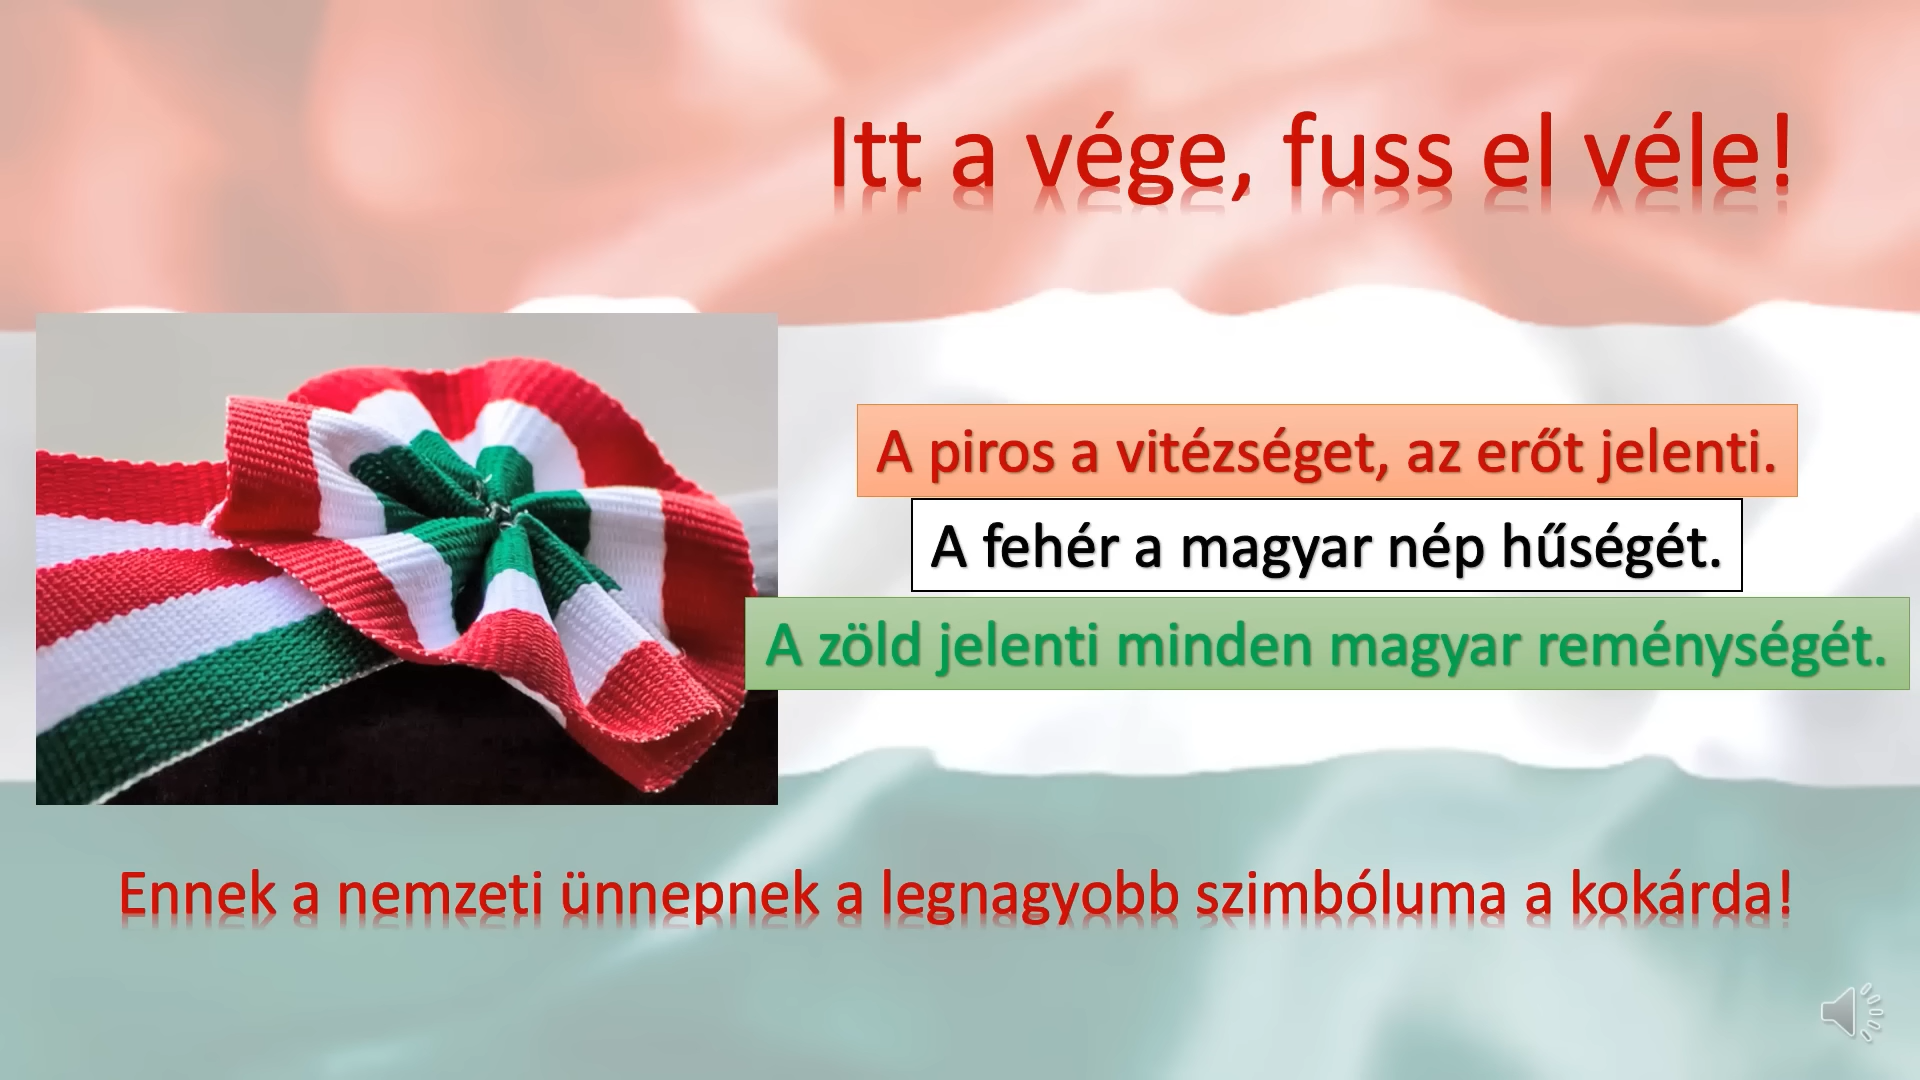 Itt a vége, fuss el véle!
A piros a vitézséget, az erőt jelenti.
A fehér a magyar nép hűségét.
A zöld jelenti minden magyar reménységét.
Ennek a nemzeti ünnepnek a legnagyobb szimbóluma a kokárda!